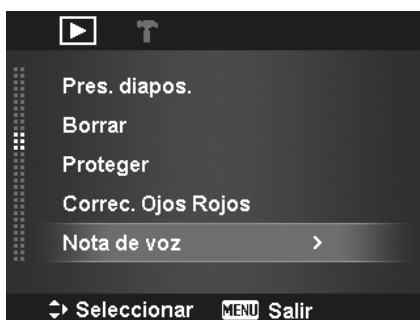 Pres. diapos.
Borrar
Proteger
Correc. Ojos Rojos
Nota de voz
Seleccionar MENU Salir